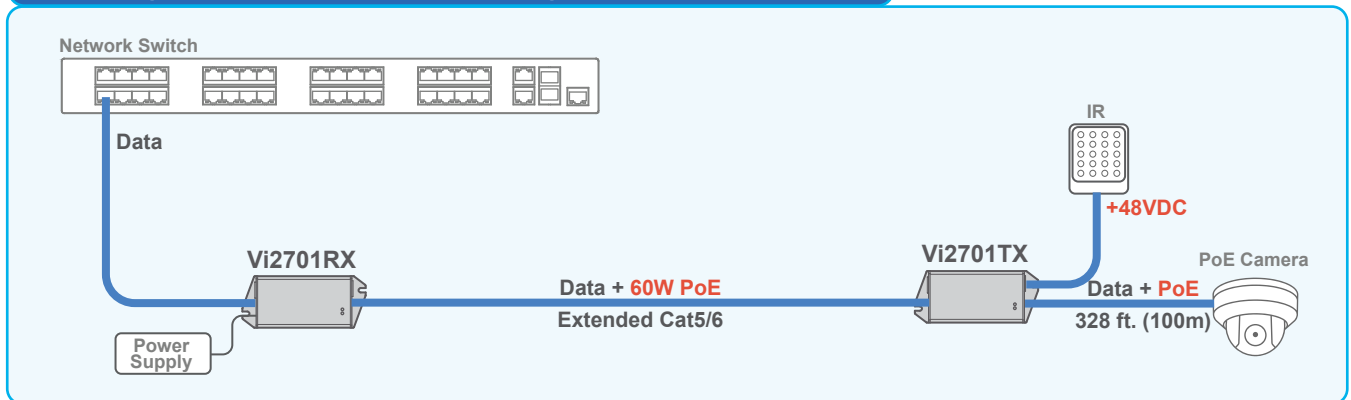 Network Switch
Data
IR
+48VDC
Vi2701RX
Vi2701TX
PoE Camera
Data + 60W PoE
Data + PoE
Extended Cat5/6
328 ft. (100m)
Power
Supply